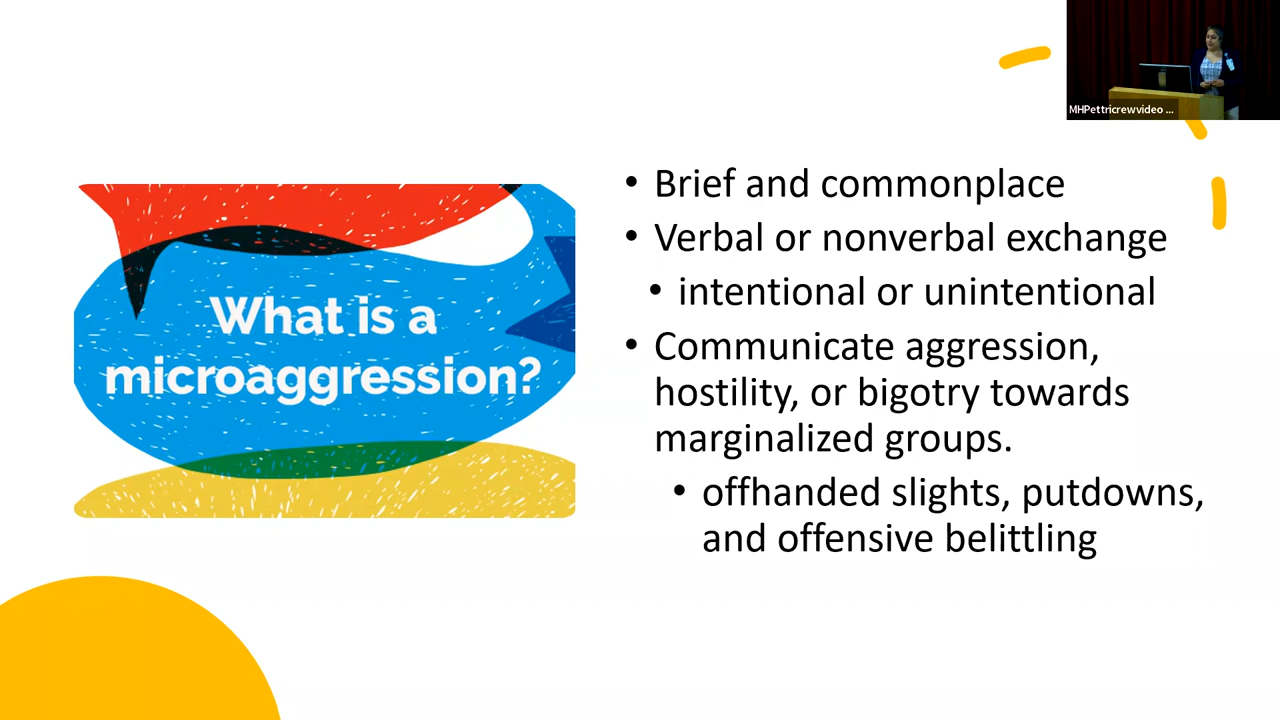 MHPettricrewvideo ...
What is a
microaggression?
• Brief and commonplace
• Verbal or nonverbal exchange
• intentional or unintentional
• Communicate aggression,
hostility, or bigotry towards
marginalized groups.
• offhanded slights, putdowns,
and offensive belittling